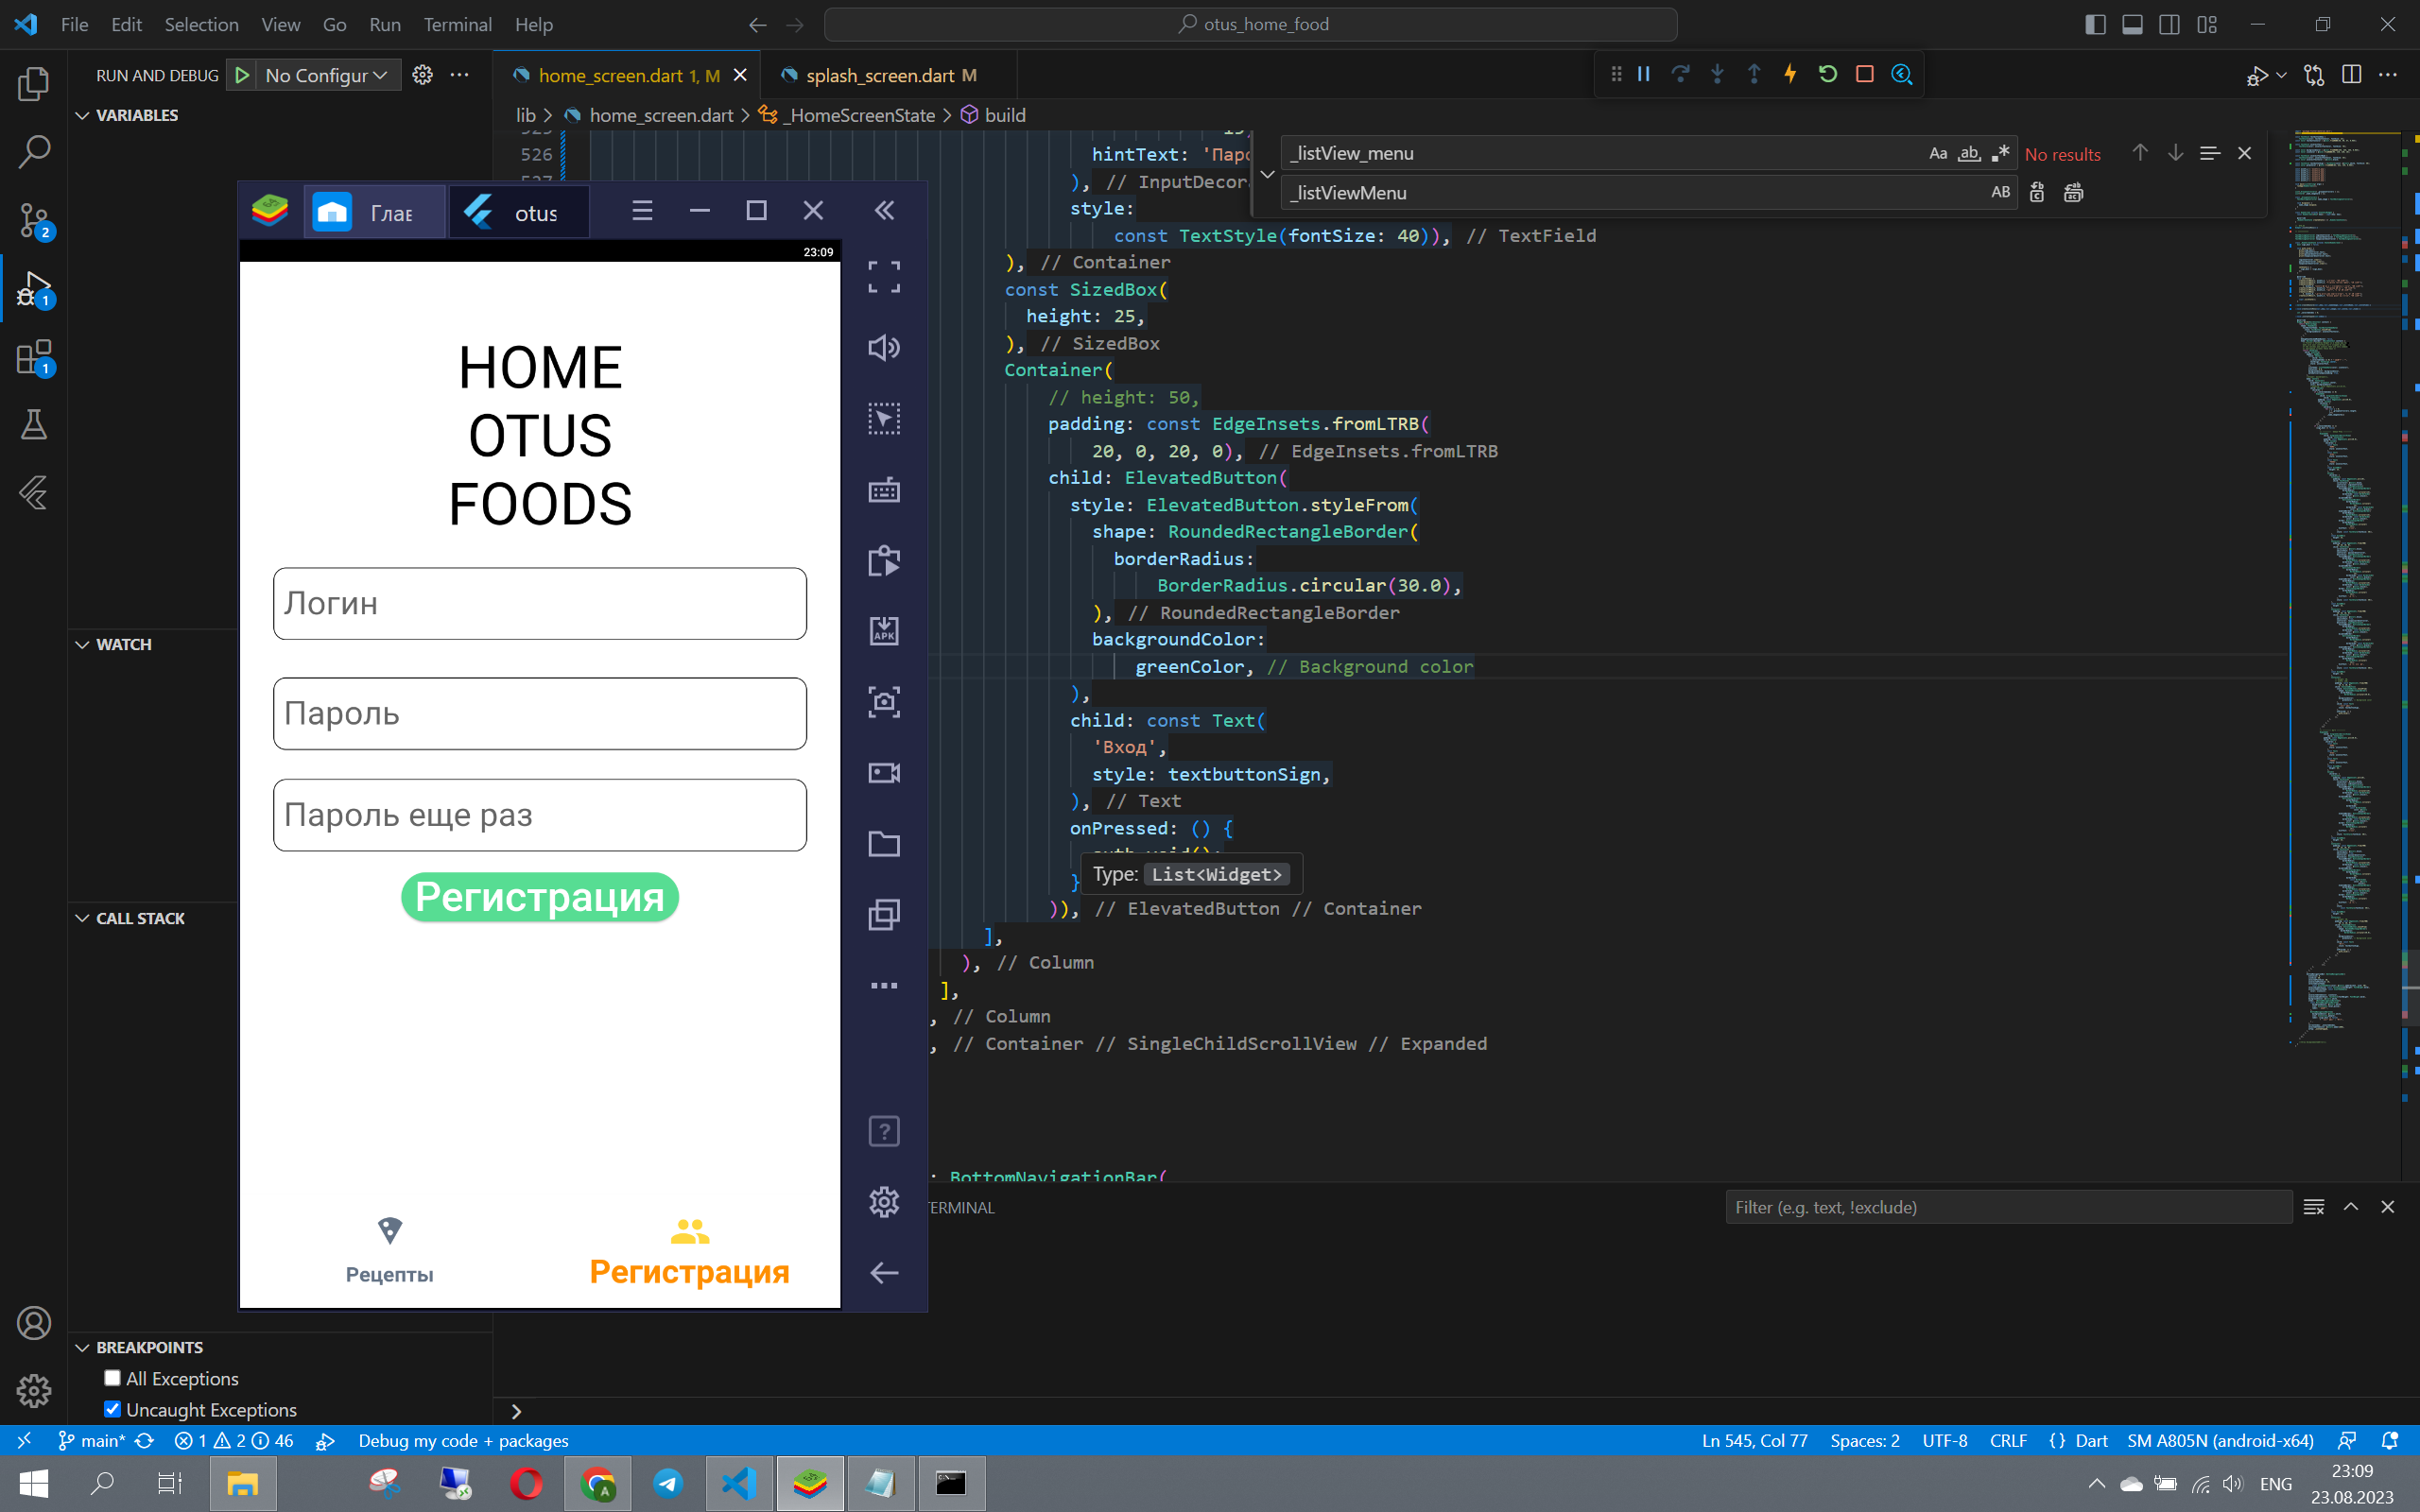 File Edit Selection View Go Run Terminal Help
otus_home_food
RUN AND DEBUG No Configur
home_screen.dart 1, M
splash_screen.dart M
VARIABLES
lib > home_screen.dart > _HomeScreenState > build
_listView_menu
Aa ab .*
No results
_listViewMenu
AB
526 hintText: 'Паро
), // InputDecor
style:
const TextStyle(fontSize: 40)), // TextField
), // Container
const SizedBox(
height: 25,
), // SizedBox
Container(
// height: 50,
padding: const EdgeInsets.fromLTRB(
20, 0, 20, 0), // EdgeInsets.fromLTRB
child: ElevatedButton(
style: ElevatedButton.styleFrom(
shape: RoundedRectangleBorder(
borderRadius:
BorderRadius.circular(30.0),
), // RoundedRectangleBorder
backgroundColor:
greenColor, // Background color
),
child: const Text(
'Вход',
style: textbuttonSign,
), // Text
onPressed: () {
Type: List<Widget>
}
)), // ElevatedButton // Container
],
), // Column
],
, // Column
, // Container // SingleChildScrollView // Expanded
: BottomNavigationBar(
Глав
otus
23:09
HOME
OTUS
FOODS
Логин
Пароль
Пароль еще раз
Регистрация
Рецепты
Регистрация
APK
WATCH
CALL STACK
ERMINAL
Filter (e.g. text, !exclude)
BREAKPOINTS
All Exceptions
Uncaught Exceptions
2
1
1
main* 1 2 46 Debug my code + packages
Ln 545, Col 77 Spaces: 2 UTF-8 CRLF {} Dart SM A805N (android-x64)
ENG
23:09
23.08.2023